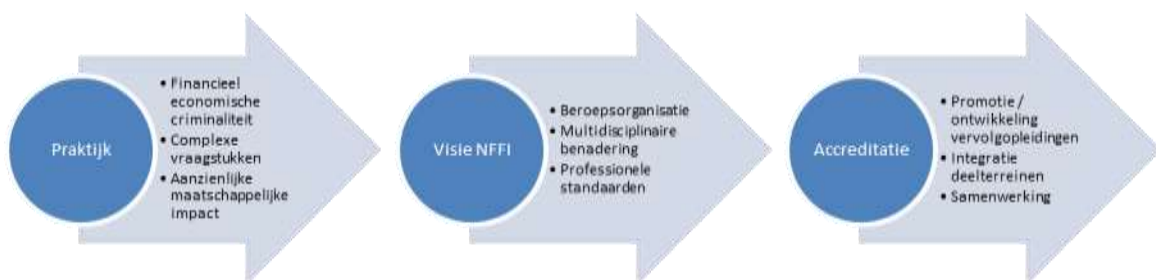 Praktijk
• Financieel
economische
criminaliteit
• Complexe
vraagstukken
• Aanzienlijke
maatschappelijke
impact
Visie NFFI
• Beroepsorganisatie
• Multidisciplinaire
benadering
• Professionele
standaarden
Accreditatie
• Promotie /
ontwikkeling
vervolgopleidingen
• Integratie
deelterreinen
• Samenwerking